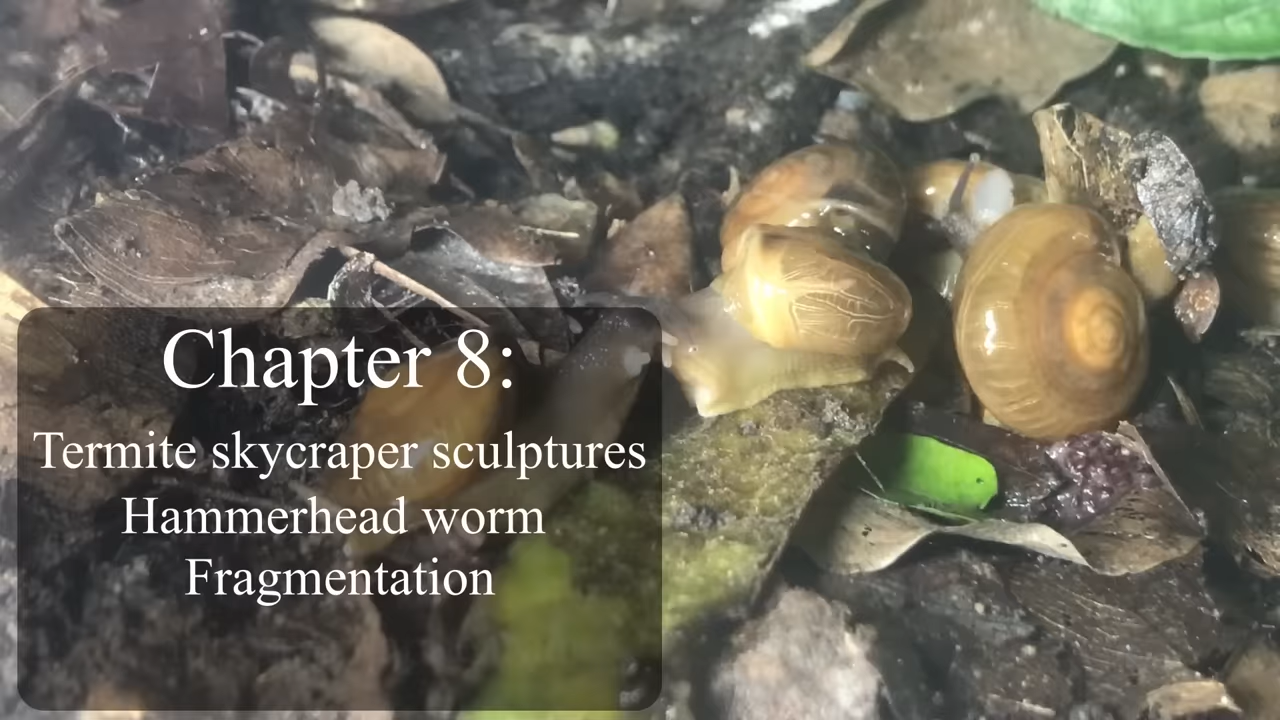 Chapter 8:
Termite skycraper sculptures
Hammerhead worm
Fragmentation